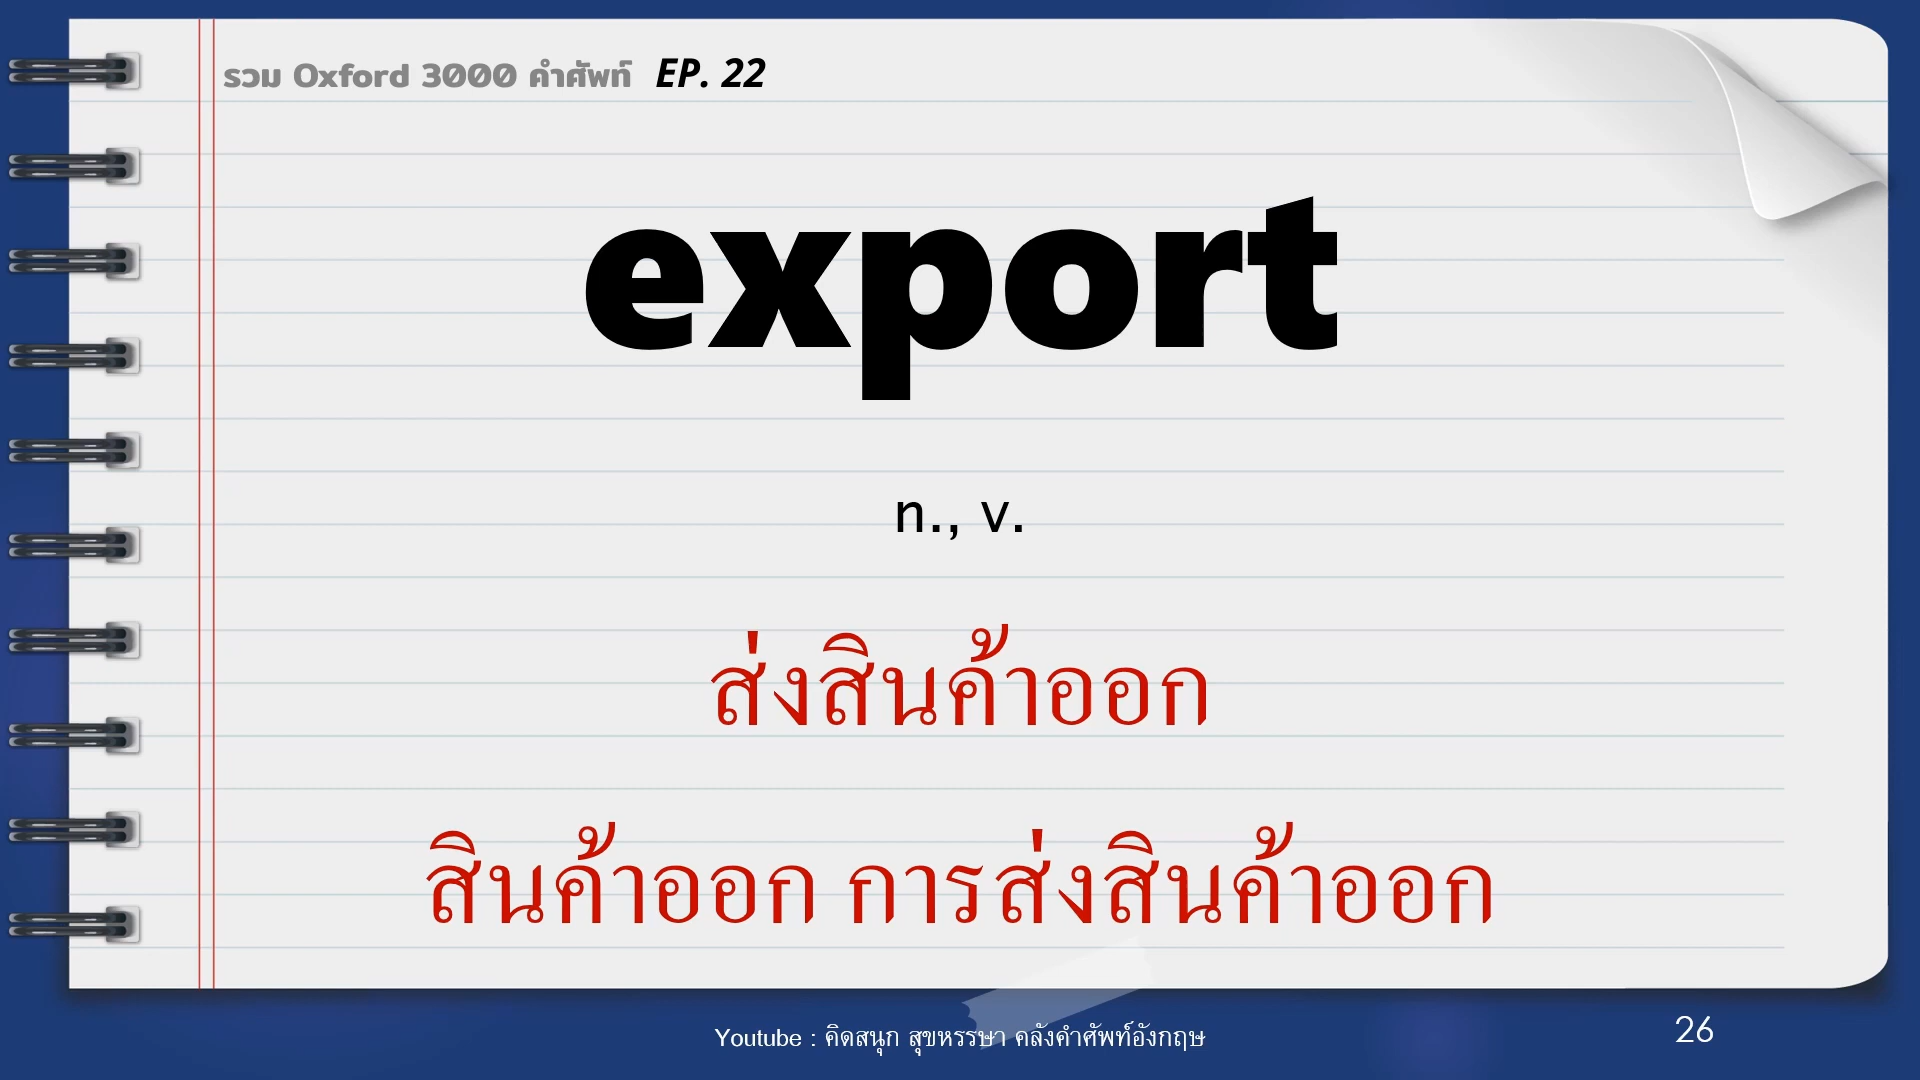 รวม Oxford 3000 คำศัพท์ EP. 22
export
n., v.
ส่งสินค้าออก
สินค้าออก การส่งสินค้าออก
Youtube : คิดสนุก สุขหรรษา คลังคำศัพท์อังกฤษ
26